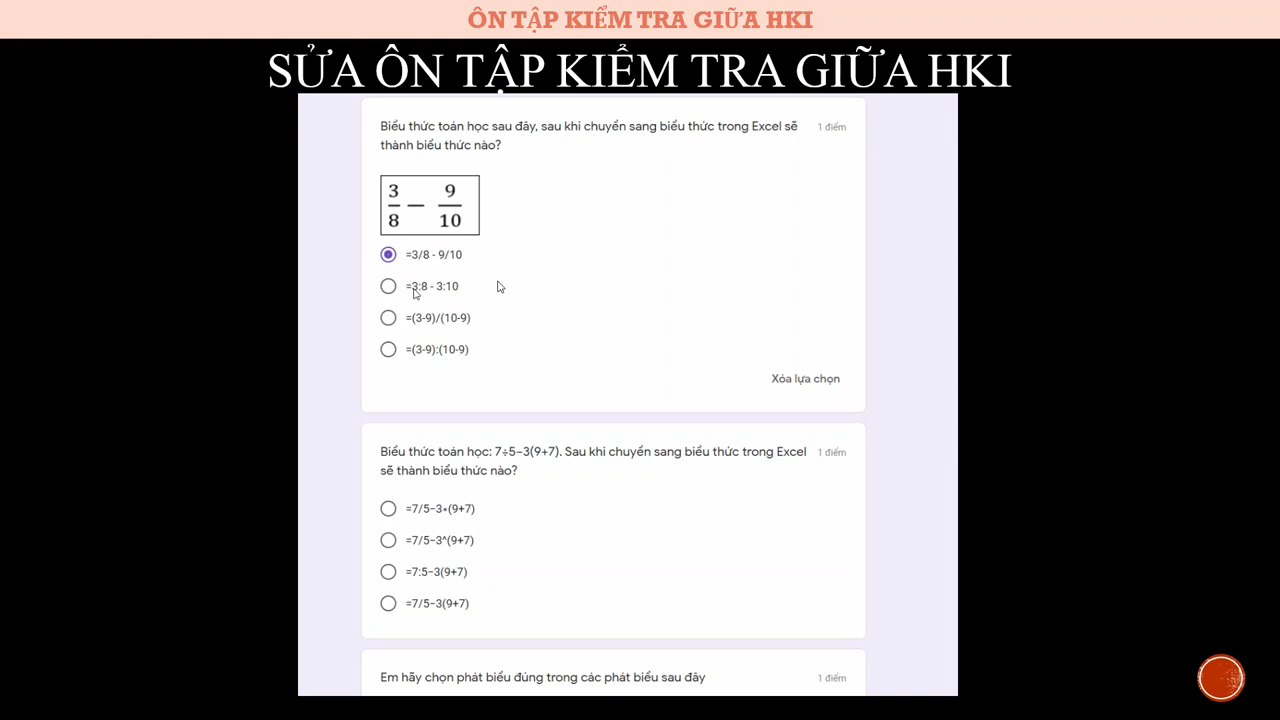 ÔN TẬP KIỂM TRA GIỮA HKI
SỬA ÔN TẬP KIỂM TRA GIỮA HKI
Biểu thức toán học sau đây, sau khi chuyển sang biểu thức trong Excel sẽ 1 điểm
thành biểu thức nào?
3/8 − 9/10
=3/8 - 9/10
=3:8 - 3:10
=(3-9)/(10-9)
=(3-9):(10-9)
Xóa lựa chọn
Biểu thức toán học: 7÷5−3(9+7). Sau khi chuyển sang biểu thức trong Excel 1 điểm
sẽ thành biểu thức nào?
=7/5−3*(9+7)
=7/5−3^(9+7)
=7:5−3(9+7)
=7/5−3(9+7)
Em hãy chọn phát biểu đúng trong các phát biểu sau đây 1 điểm